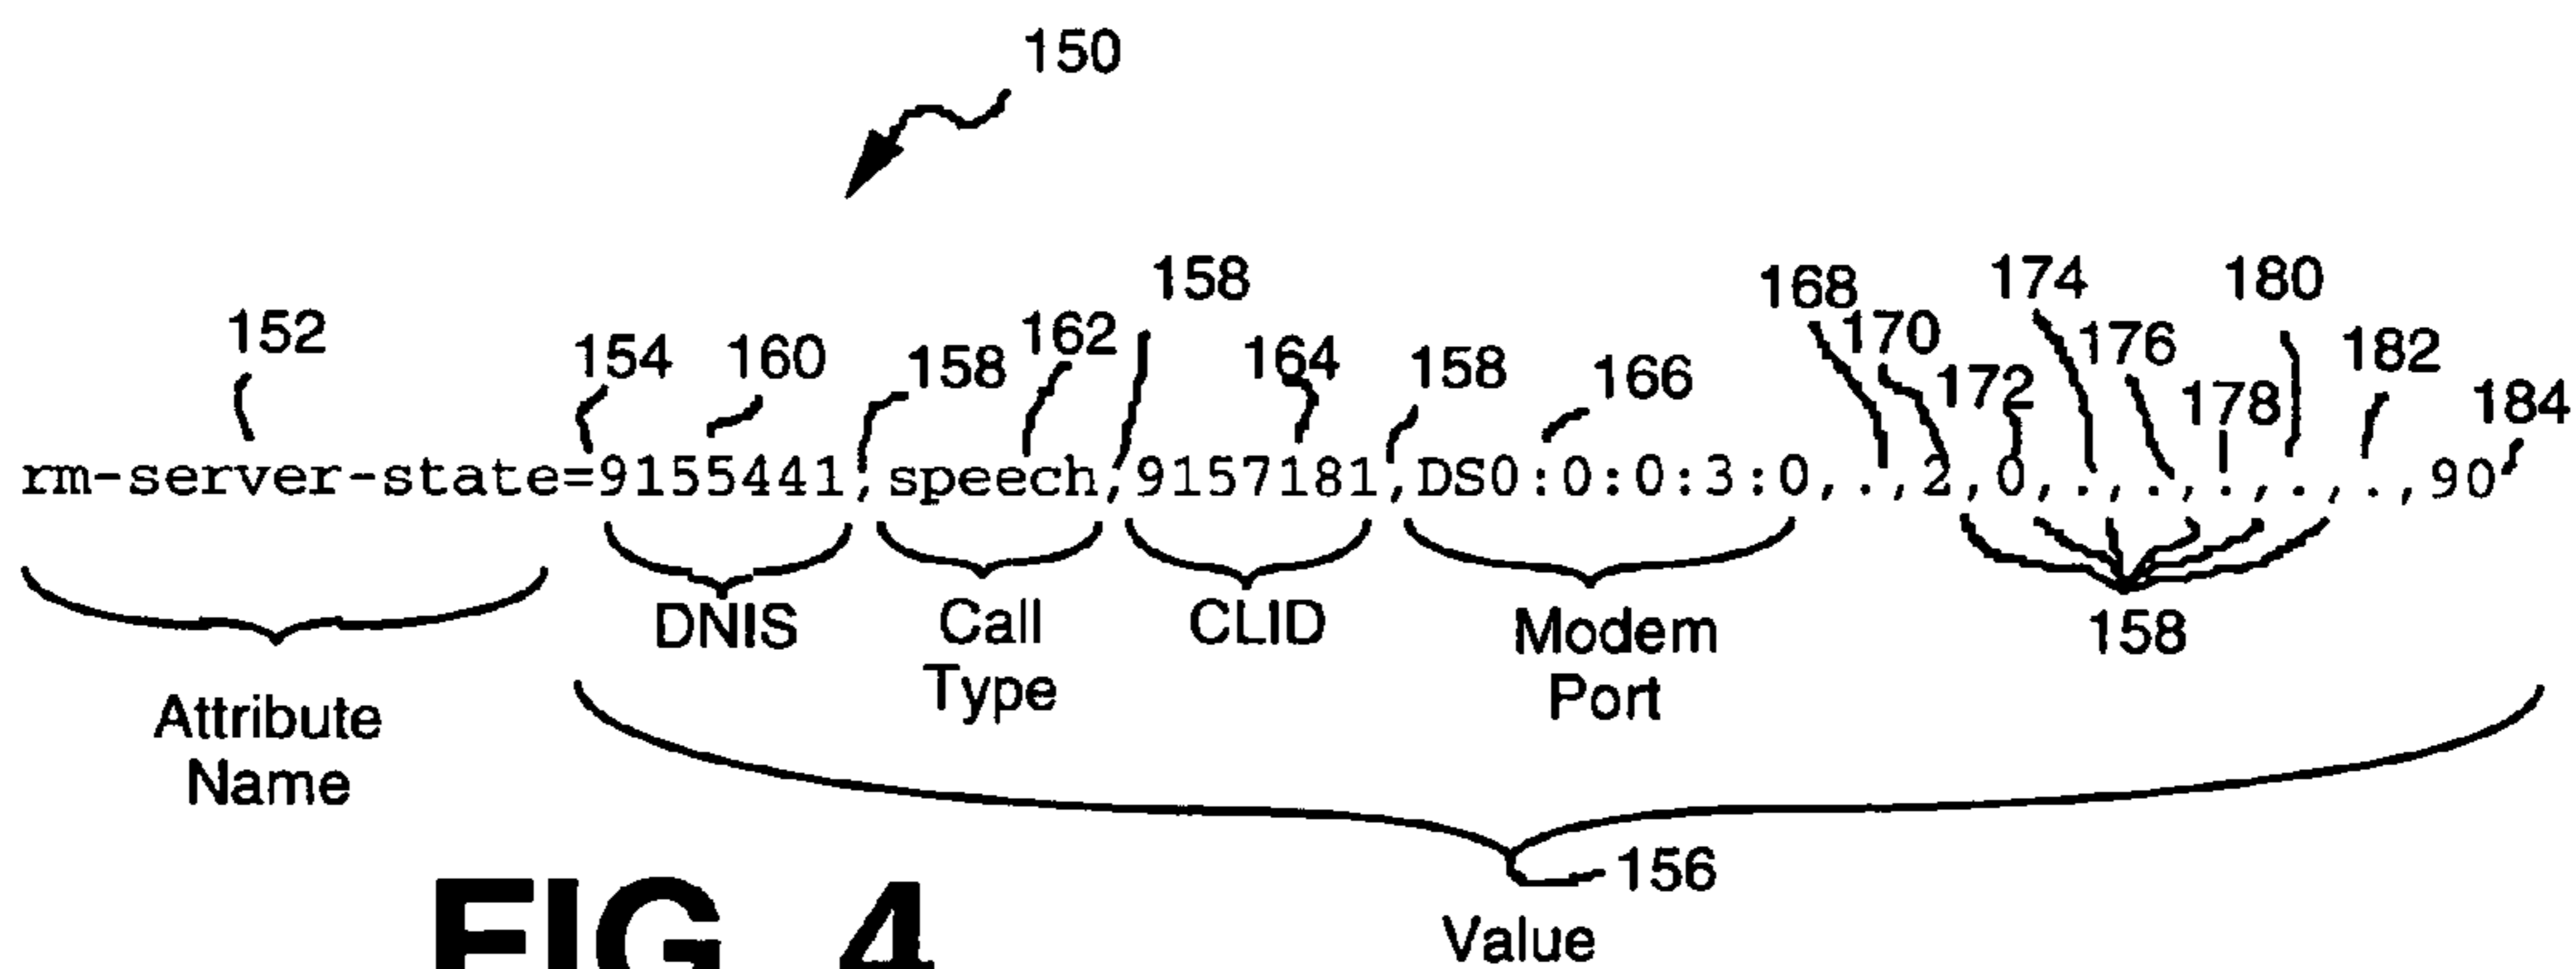 150
152 154 160 158 162 158 164 158 166 168 170 172 174 176 178 180 182 184
rm-server-state=9155441,speech,9157181,DS0:0:0:3:0,.,2,0,.,.,.,.,.,90
DNIS Call Type CLID Modem Port 158
Attribute Name
156
Value
FIG. 4